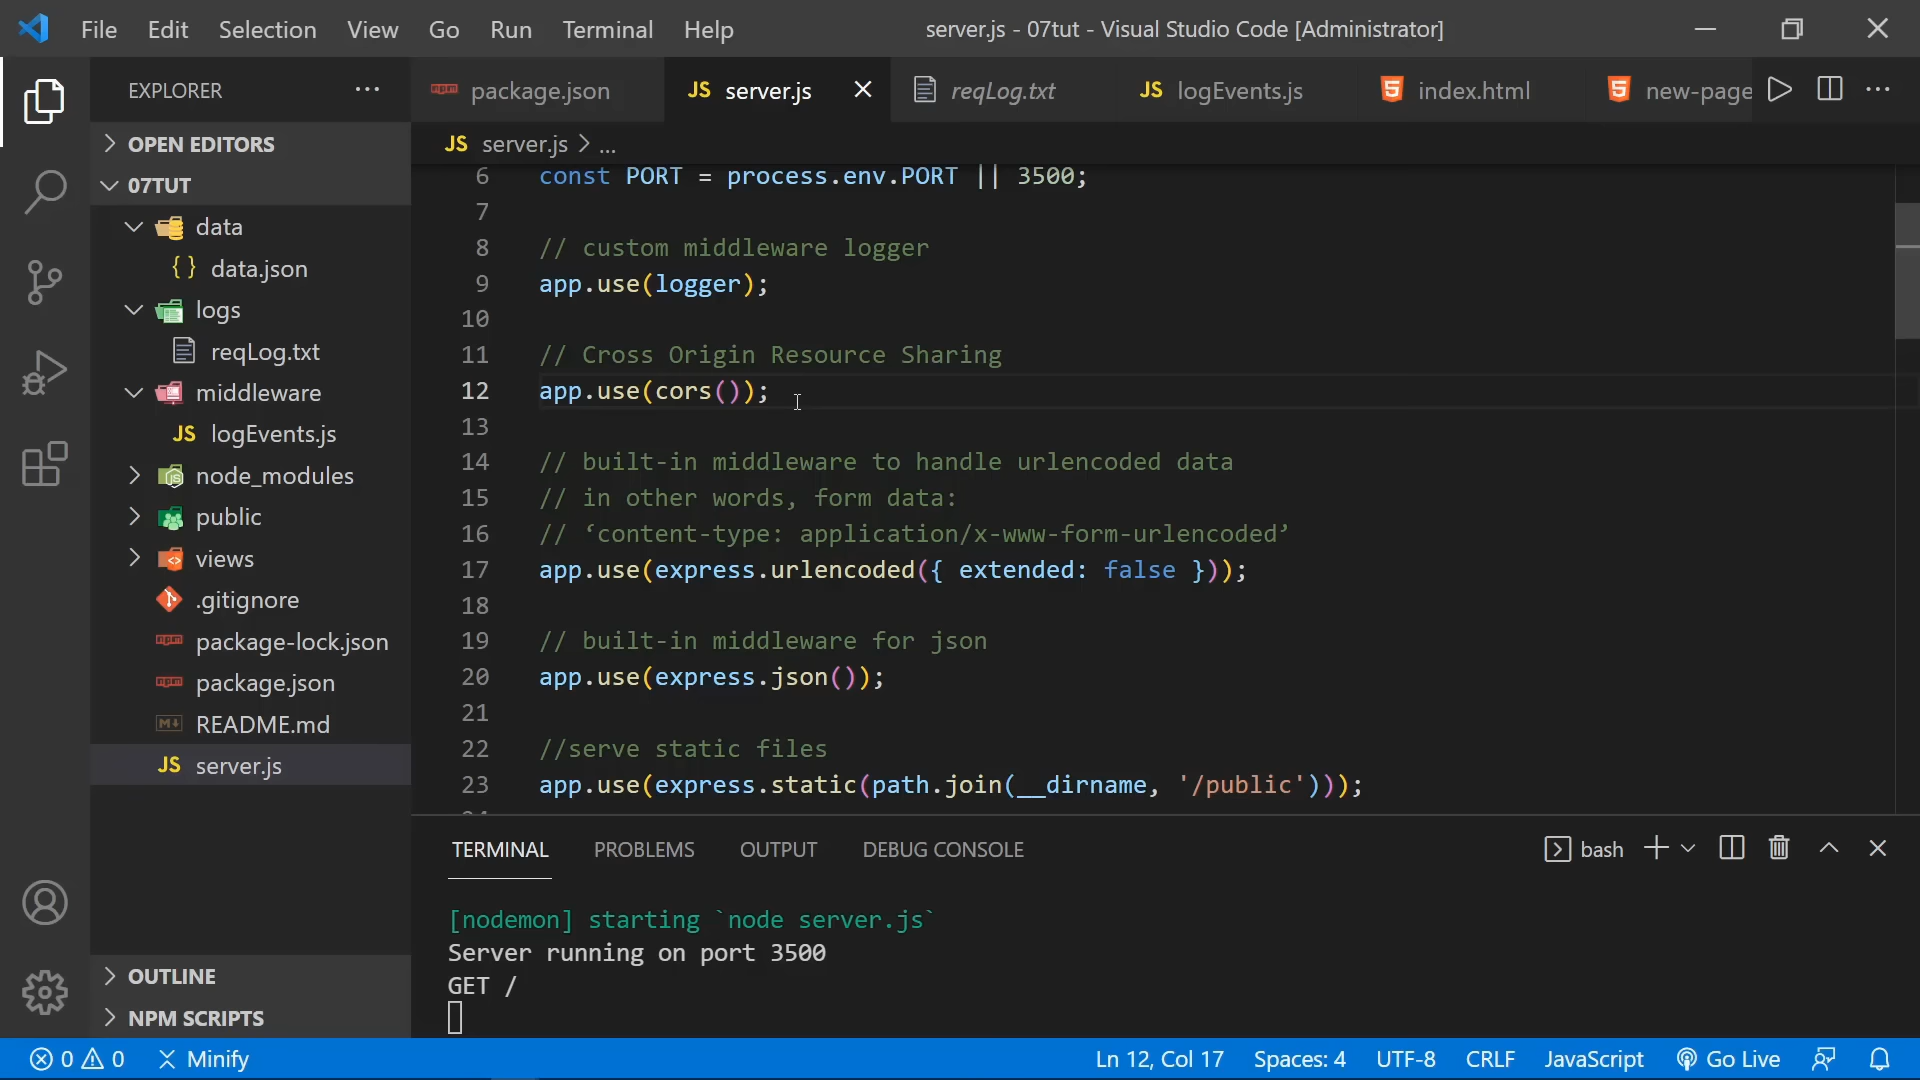 File Edit Selection View Go Run Terminal Help
server.js - 07tut - Visual Studio Code [Administrator]
EXPLORER
package.json
JS server.js
reqLog.txt
JS logEvents.js
index.html
new-page
OPEN EDITORS
07TUT
data
{ } data.json
logs
reqLog.txt
middleware
JS logEvents.js
node_modules
public
views
.gitignore
package-lock.json
package.json
README.md
JS server.js
OUTLINE
NPM SCRIPTS
JS server.js > ...
6 const PORT = process.env.PORT || 3500;
7
8 // custom middleware logger
9 app.use(logger);
10
11 // Cross Origin Resource Sharing
12 app.use(cors());
13
14 // built-in middleware to handle urlencoded data
15 // in other words, form data:
16 // ‘content-type: application/x-www-form-urlencoded’
17 app.use(express.urlencoded({ extended: false }));
18
19 // built-in middleware for json
20 app.use(express.json());
21
22 //serve static files
23 app.use(express.static(path.join(__dirname, '/public')));
TERMINAL PROBLEMS OUTPUT DEBUG CONSOLE
bash
[nodemon] starting `node server.js`
Server running on port 3500
GET /
0 0 Minify
Ln 12, Col 17 Spaces: 4 UTF-8 CRLF JavaScript Go Live